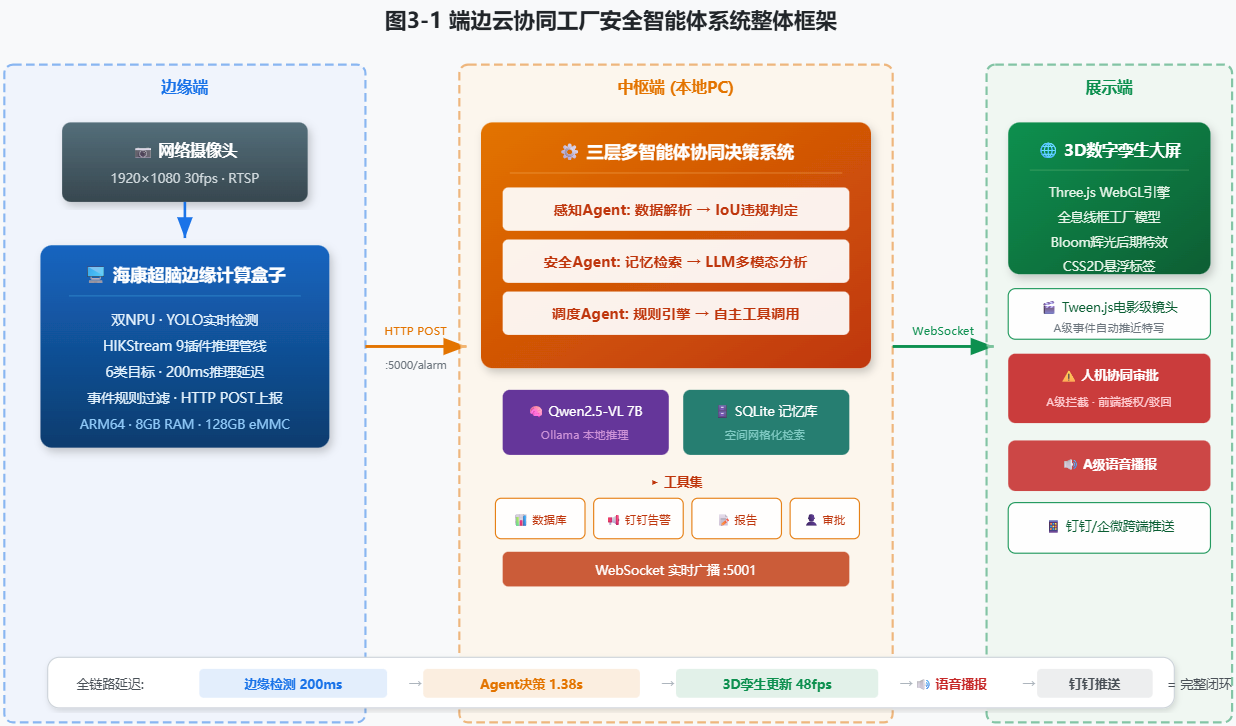 图3-1 端边云协同工厂安全智能体系统整体框架
边缘端
网络摄像头
1920×1080 30fps · RTSP
海康超脑边缘计算盒子
双NPU · YOLO实时检测
HIKStream 9插件推理管线
6类目标 · 200ms推理延迟
事件规则过滤 · HTTP POST上报
ARM64 · 8GB RAM · 128GB eMMC
HTTP POST
:5000/alarm
中枢端 (本地PC)
三层多智能体协同决策系统
感知Agent: 数据解析 → IoU违规判定
安全Agent: 记忆检索 → LLM多模态分析
调度Agent: 规则引擎 → 自主工具调用
Qwen2.5-VL 7B
Ollama 本地推理
SQLite 记忆库
空间网格化检索
▸ 工具集
数据库
钉钉告警
报告
审批
WebSocket 实时广播 :5001
WebSocket
展示端
3D数字孪生大屏
Three.js WebGL引擎
全息线框工厂模型
Bloom辉光后期特效
CSS2D悬浮标签
Tween.js电影级镜头
A级事件自动推近特写
人机协同审批
A级拦截 · 前端授权/驳回
A级语音播报
钉钉/企微跨端推送
全链路延迟:
边缘检测 200ms
→
Agent决策 1.38s
→
3D孪生更新 48fps
→
语音播报
→
钉钉推送
= 完整闭环